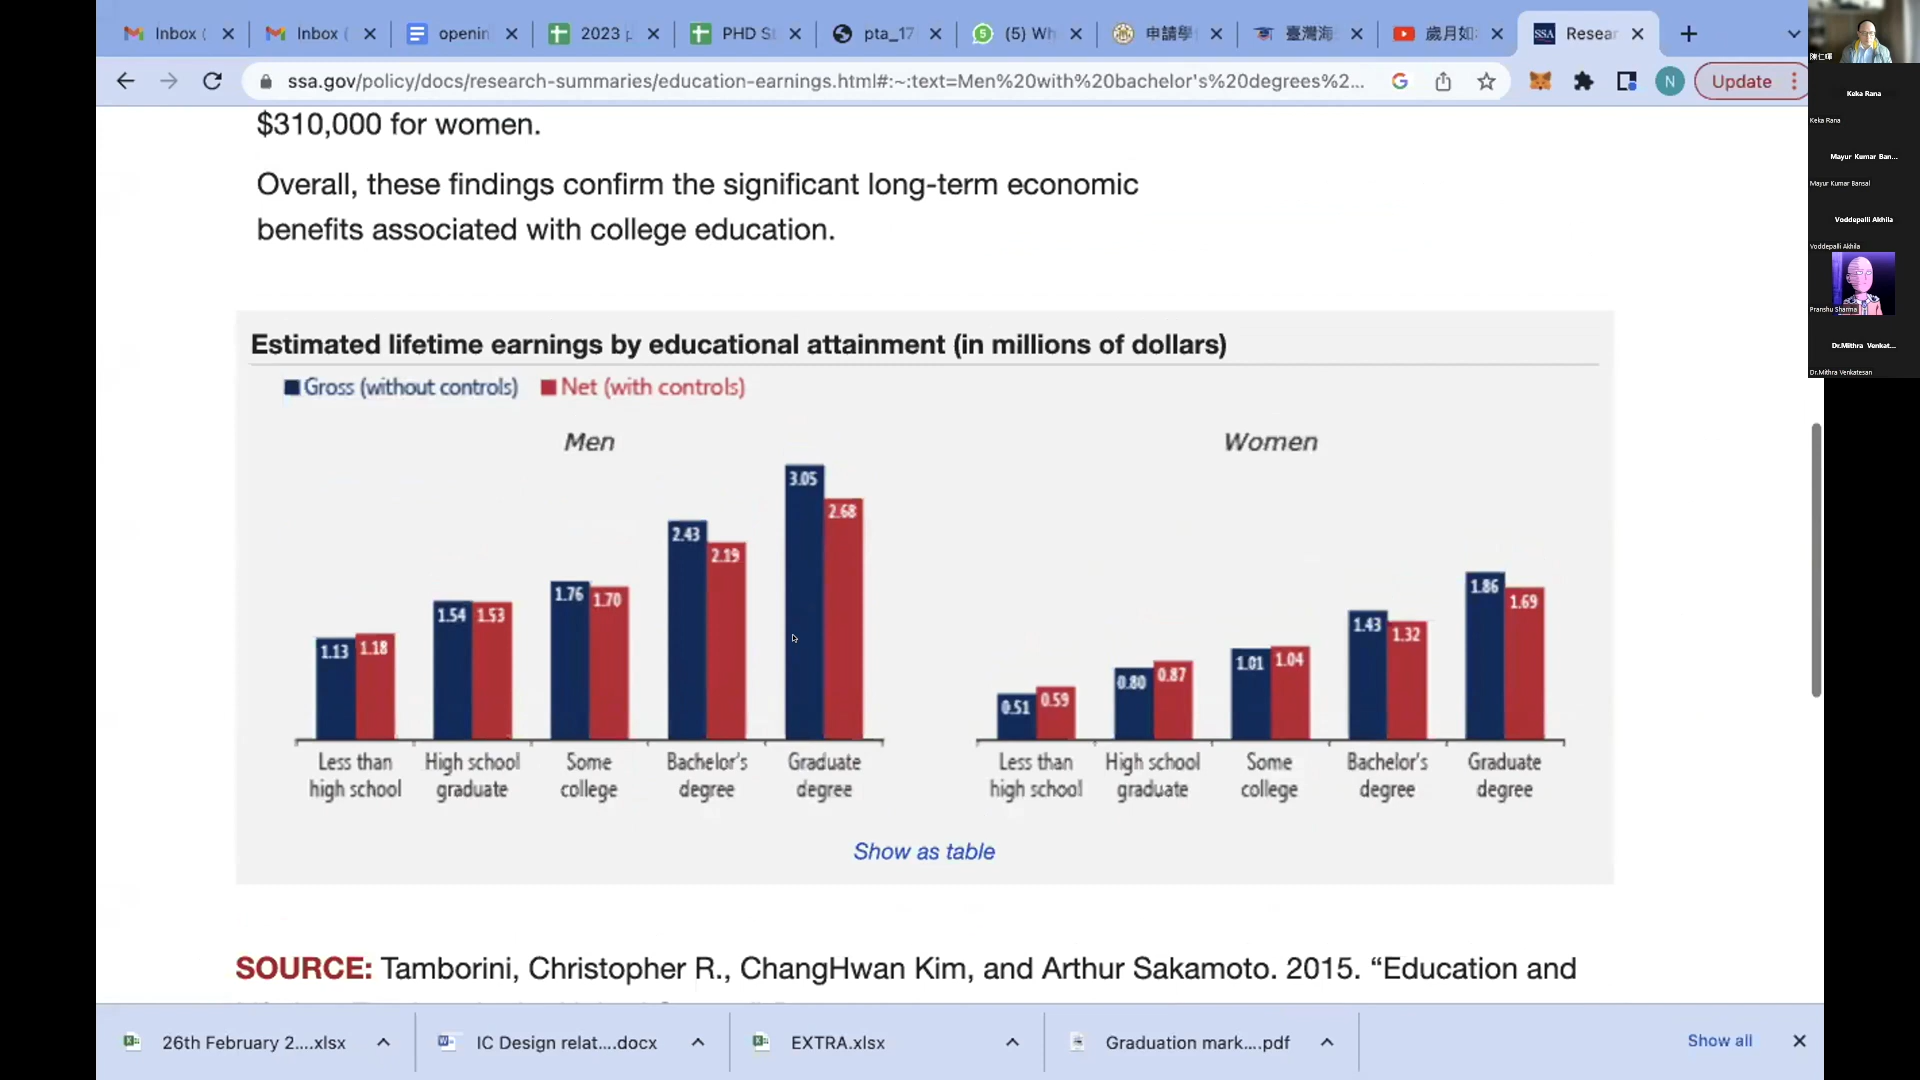 Inbox (
Inbox (
openin
2023 p
PHD S
pta_17
(5) Wh
申請學
臺灣海
歲月如
SSA
Resear
ssa.gov/policy/docs/research-summaries/education-earnings.html#:~:text=Men%20with%20bachelor's%20degrees%2...
N
Update
$310,000 for women.
Overall, these findings confirm the significant long-term economic
benefits associated with college education.
Estimated lifetime earnings by educational attainment (in millions of dollars)
Gross (without controls)
Net (with controls)
Men
Women
1.13
1.18
1.54
1.53
1.76
1.70
2.43
2.19
3.05
2.68
0.51
0.59
0.80
0.87
1.01
1.04
1.43
1.32
1.86
1.69
Less than
high school
High school
graduate
Some
college
Bachelor's
degree
Graduate
degree
Less than
high school
High school
graduate
Some
college
Bachelor's
degree
Graduate
degree
Show as table
SOURCE: Tamborini, Christopher R., ChangHwan Kim, and Arthur Sakamoto. 2015. “Education and
26th February 2....xlsx
IC Design relat....docx
EXTRA.xlsx
Graduation mark....pdf
Show all
Keka Rana
Keka Rana
Mayur Kumar Ban...
Mayur Kumar Bansal
Voddepalli Akhila
Voddepalli Akhila
Pranshu Sharma
Dr.Mithra Venkat...
Dr.Mithra Venkatesan